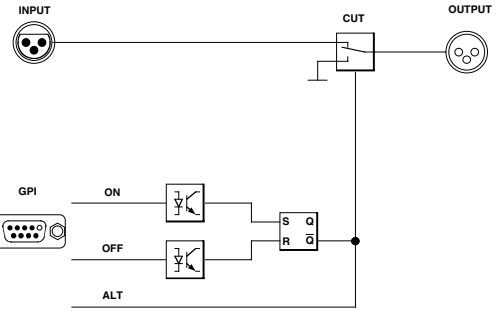 INPUT
OUTPUT
CUT
GPI
ON
S Q
R Q̅
OFF
ALT